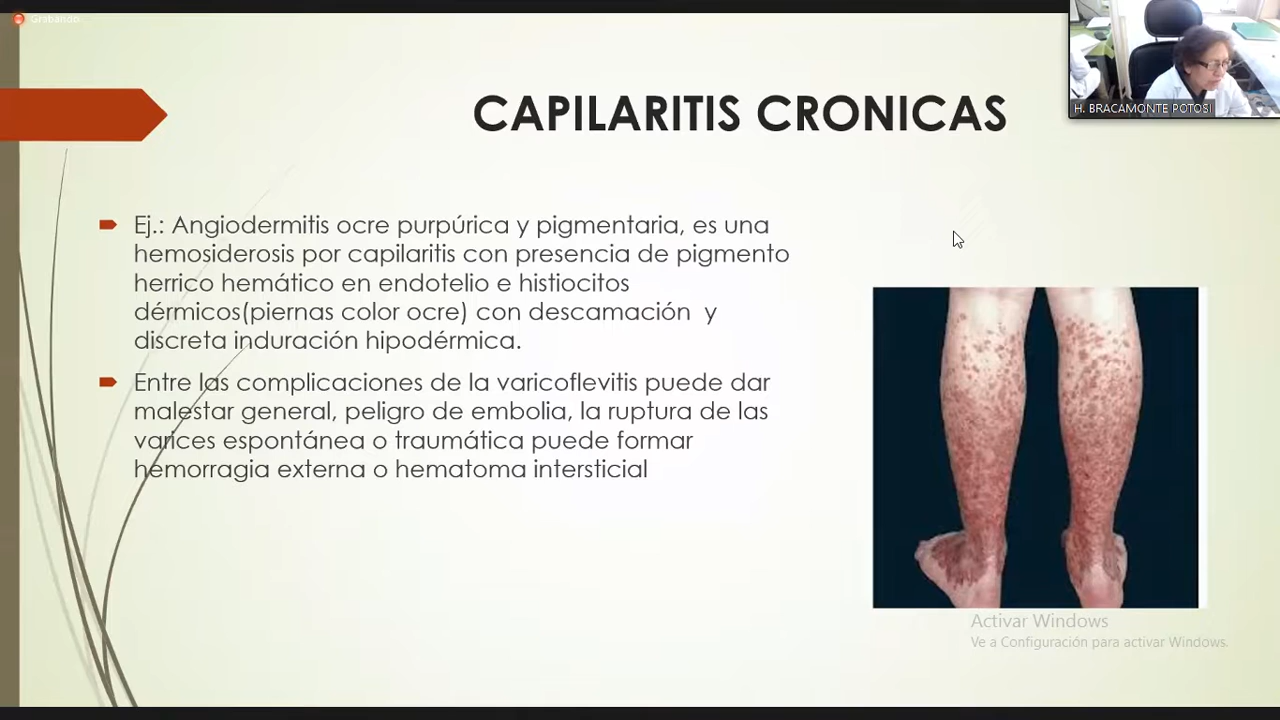 Grabando
H. BRACAMONTE POTOSI
CAPILARITIS CRONICAS
Ej.: Angiodermitis ocre purpúrica y pigmentaria, es una
hemosiderosis por capilaritis con presencia de pigmento
herrico hemático en endotelio e histiocitos
dérmicos(piernas color ocre) con descamación y
discreta induración hipodérmica.
Entre las complicaciones de la varicoflevitis puede dar
malestar general, peligro de embolia, la ruptura de las
varices espontánea o traumática puede formar
hemorragia externa o hematoma intersticial
Activar Windows
Ve a Configuración para activar Windows.